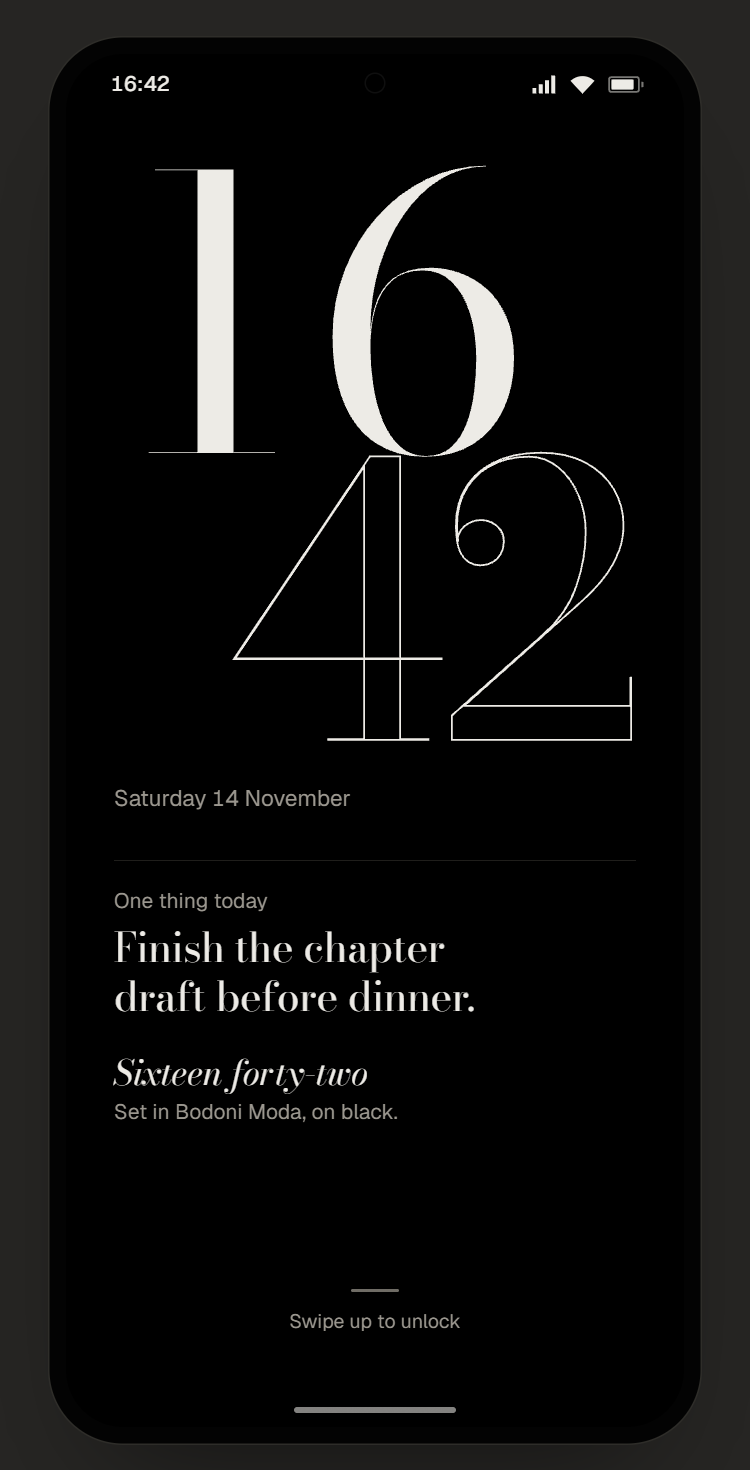 16:42
16
42
Saturday 14 November
One thing today
Finish the chapter
draft before dinner.
Sixteen forty-two
Set in Bodoni Moda, on black.
Swipe up to unlock